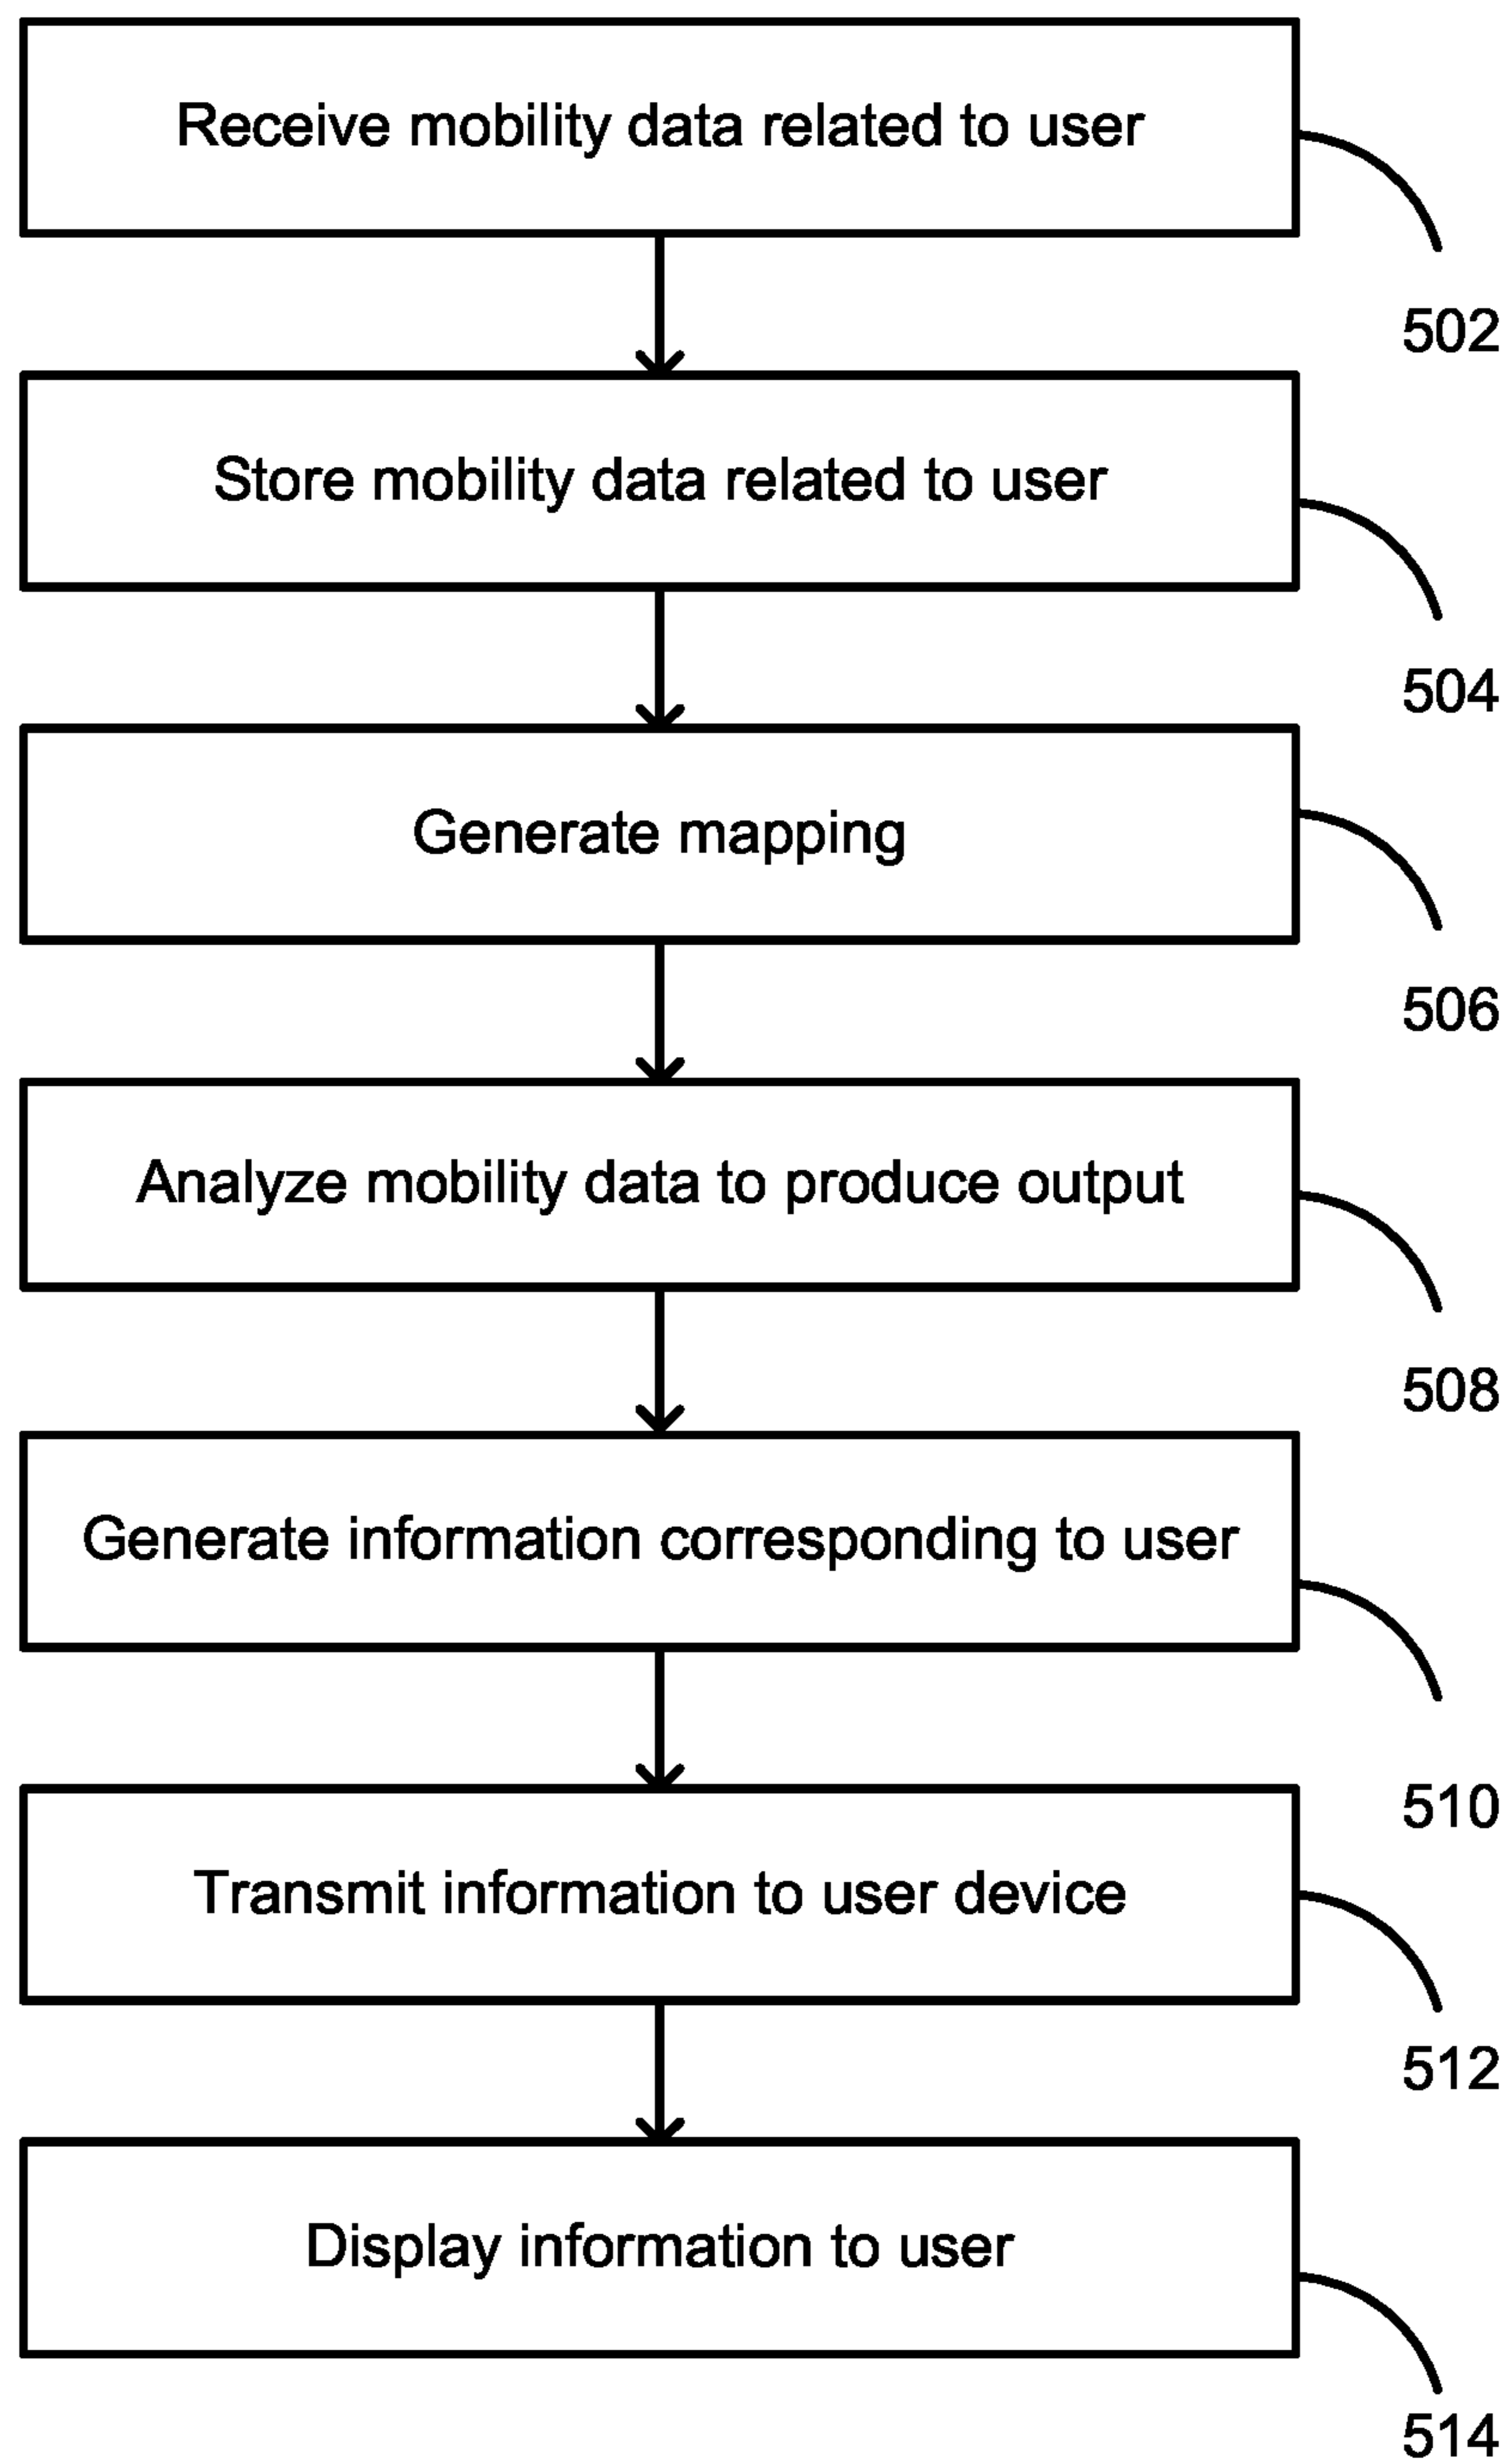 Receive mobility data related to user
502
Store mobility data related to user
504
Generate mapping
506
Analyze mobility data to produce output
508
Generate information corresponding to user
510
Transmit information to user device
512
Display information to user
514